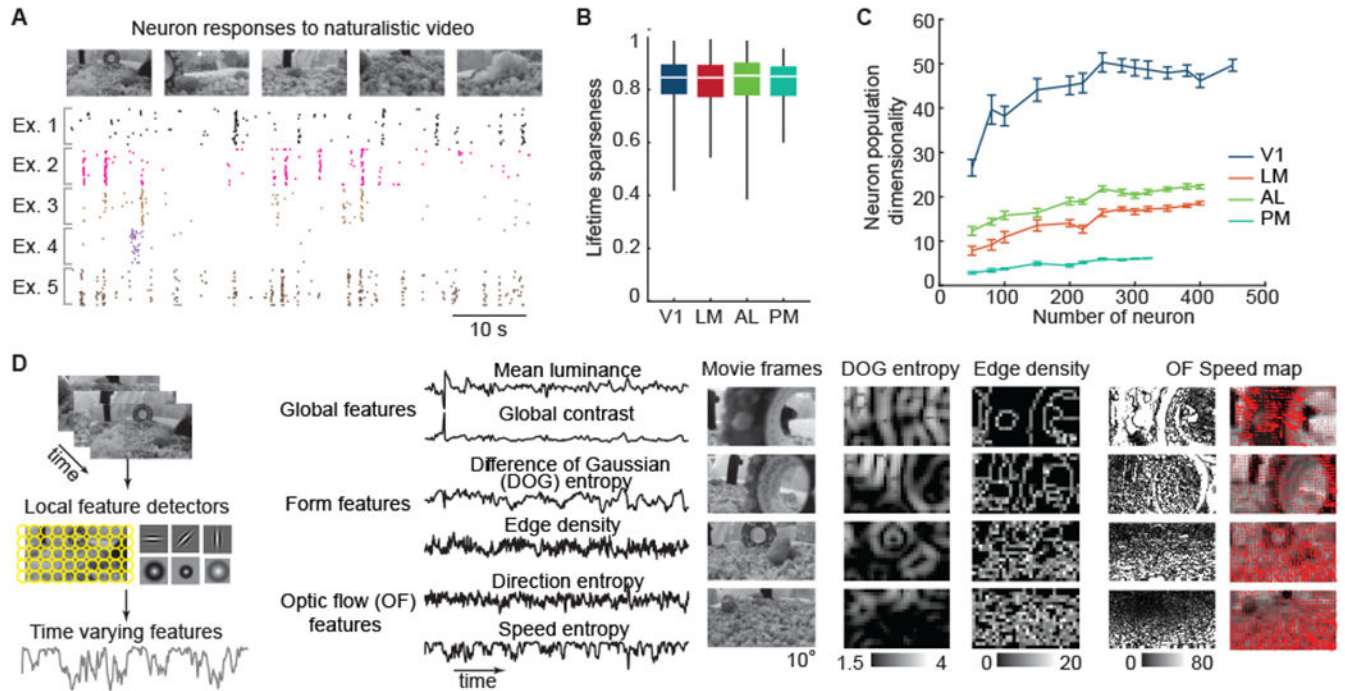 A
Neuron responses to naturalistic video
Ex. 1
Ex. 2
Ex. 3
Ex. 4
Ex. 5
10 s
B
Lifetime sparseness
1
0.8
0.6
0.4
0.2
0
V1 LM AL PM
C
Neuron population
dimensionality
60
50
40
30
20
10
0
0 100 200 300 400 500
Number of neuron
V1
LM
AL
PM
D
time
Local feature detectors
Time varying features
Global features
Form features
Optic flow (OF)
features
Mean luminance
Global contrast
Difference of Gaussian
(DOG) entropy
Edge density
Direction entropy
Speed entropy
time
Movie frames
10°
DOG entropy
1.5 4
Edge density
0 20
OF Speed map
0 80